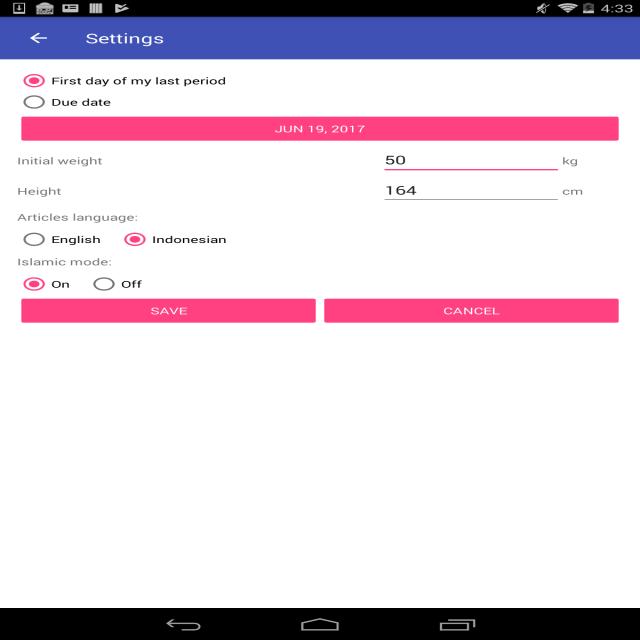 4:33
Settings
First day of my last period
Due date
JUN 19, 2017
Initial weight 50 kg
Height 164 cm
Articles language:
English Indonesian
Islamic mode:
On Off
SAVE CANCEL